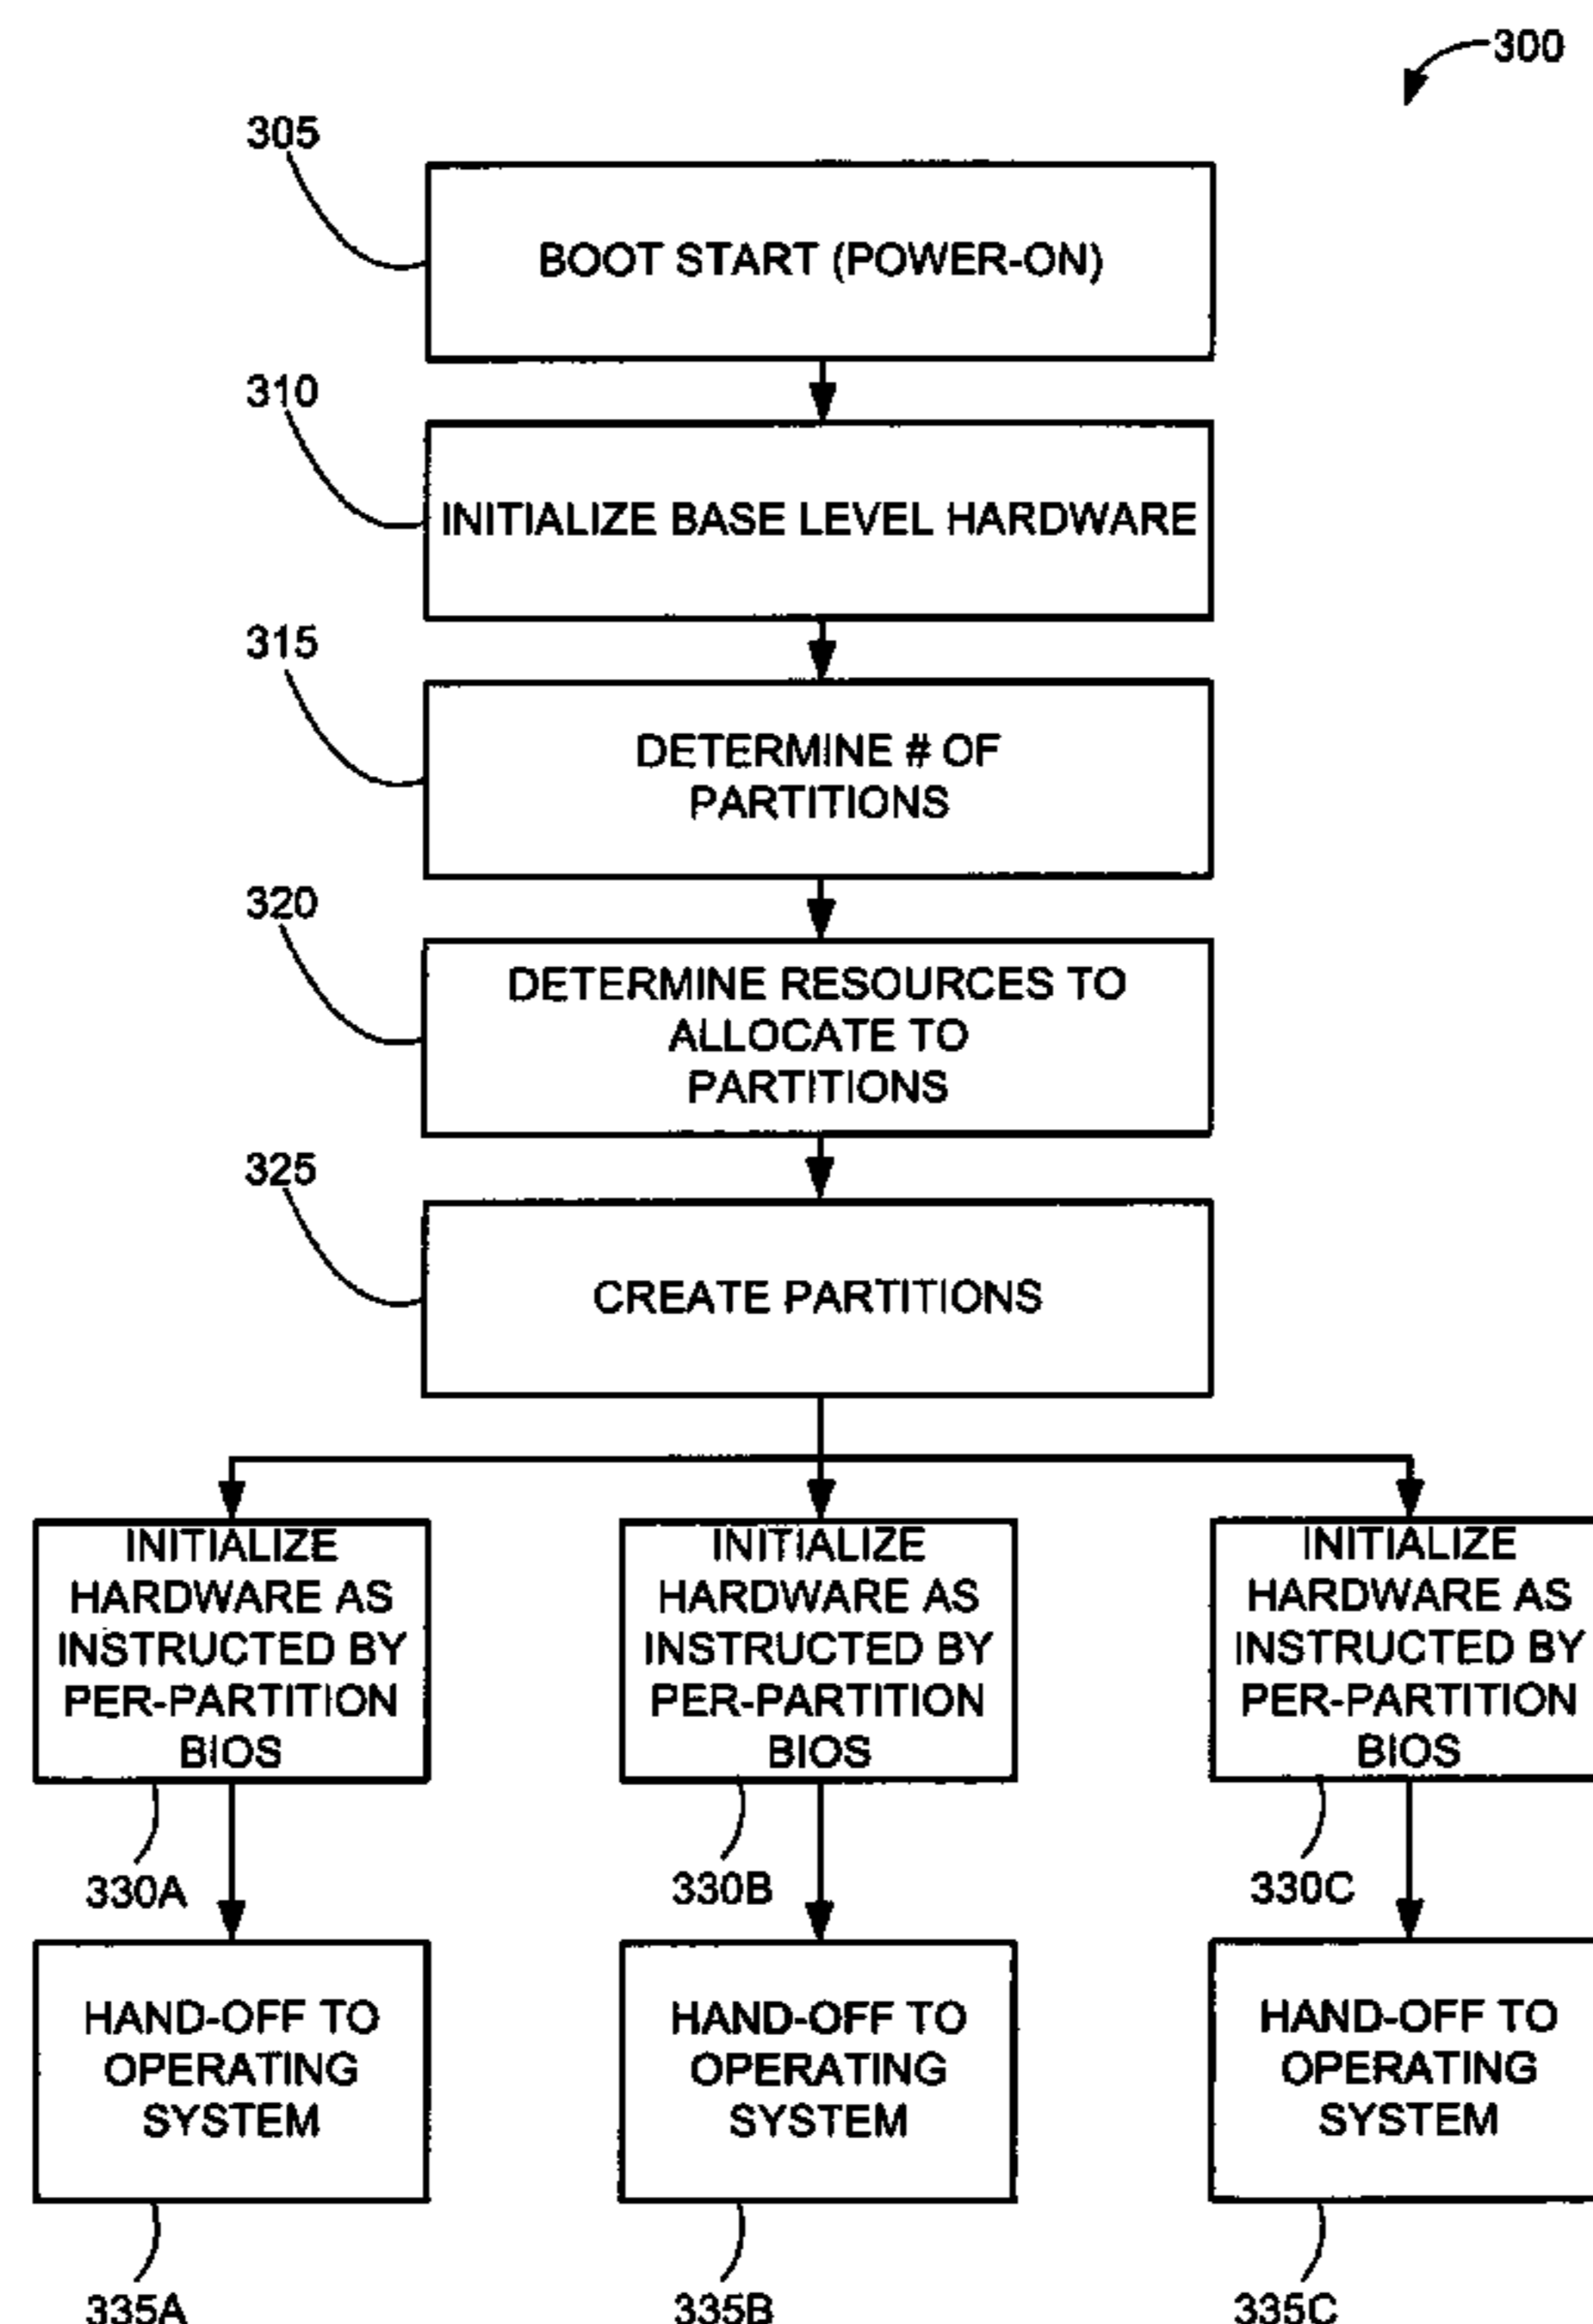 300
305
BOOT START (POWER-ON)
310
INITIALIZE BASE LEVEL HARDWARE
315
DETERMINE # OF
PARTITIONS
320
DETERMINE RESOURCES TO
ALLOCATE TO
PARTITIONS
325
CREATE PARTITIONS
INITIALIZE
HARDWARE AS
INSTRUCTED BY
PER-PARTITION
BIOS
330A
INITIALIZE
HARDWARE AS
INSTRUCTED BY
PER-PARTITION
BIOS
330B
INITIALIZE
HARDWARE AS
INSTRUCTED BY
PER-PARTITION
BIOS
330C
HAND-OFF TO
OPERATING
SYSTEM
335A
HAND-OFF TO
OPERATING
SYSTEM
335B
HAND-OFF TO
OPERATING
SYSTEM
335C